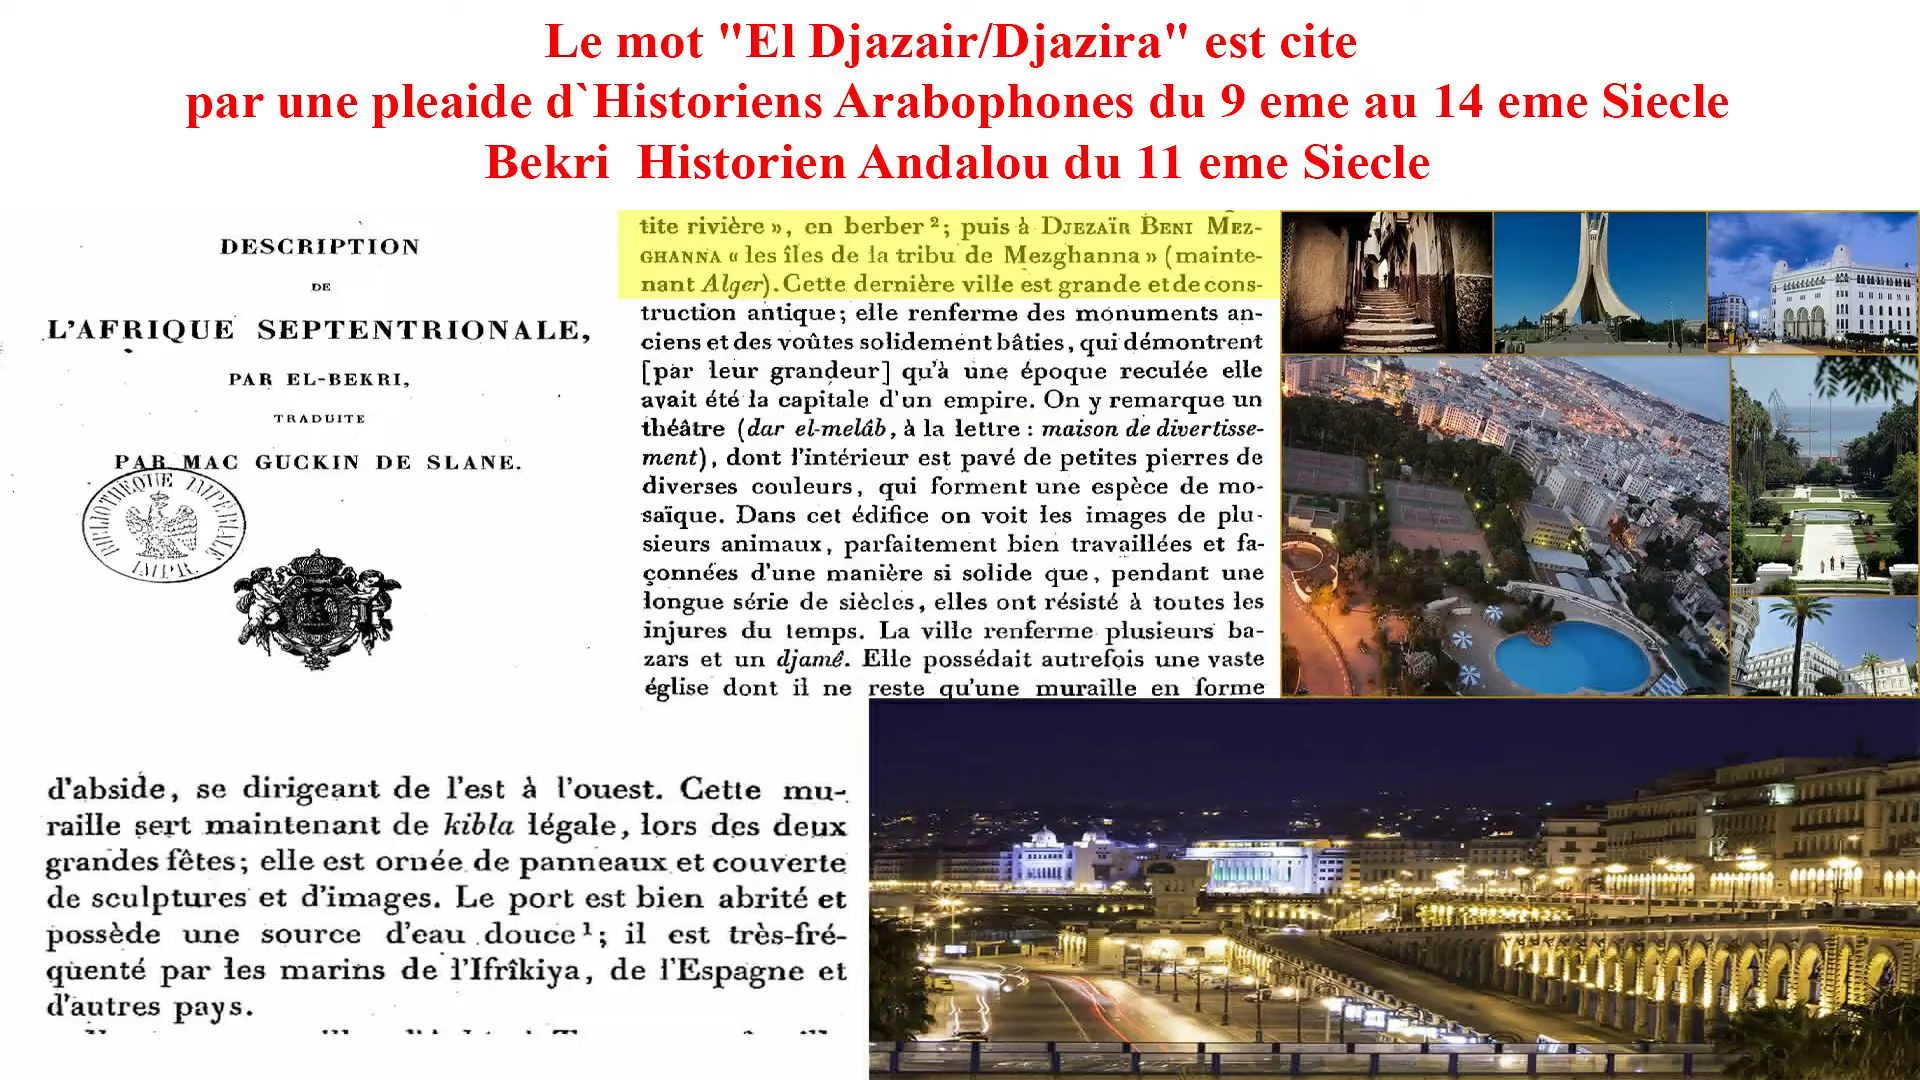 Le mot "El Djazair/Djazira" est cite
par une pleaide d`Historiens Arabophones du 9 eme au 14 eme Siecle
Bekri Historien Andalou du 11 eme Siecle
DESCRIPTION
DE
L'AFRIQUE SEPTENTRIONALE,
PAR EL-BEKRI,
TRADUITE
PAR MAC GUCKIN DE SLANE.
BIBLIOTHEQUE IMPERIALE
IMPR.
tite rivière », en berber ²; puis à DJEZAÏR BENI MEZ-
GHANNA « les îles de la tribu de Mezghanna » (mainte-
nant Alger). Cette dernière ville est grande et de cons-
truction antique; elle renferme des monuments an-
ciens et des voûtes solidement bâties, qui démontrent
[par leur grandeur] qu'à une époque reculée elle
avait été la capitale d'un empire. On y remarque un
théâtre (dar el-melâb, à la lettre : maison de divertisse-
ment), dont l'intérieur est pavé de petites pierres de
diverses couleurs, qui forment une espèce de mo-
saïque. Dans cet édifice on voit les images de plu-
sieurs animaux, parfaitement bien travaillées et fa-
çonnées d'une manière si solide que, pendant une
longue série de siècles, elles ont résisté à toutes les
injures du temps. La ville renferme plusieurs ba-
zars et un djamê. Elle possédait autrefois une vaste
église dont il ne reste qu'une muraille en forme
d'abside, se dirigeant de l'est à l'ouest. Cette mu-
raille sert maintenant de kibla légale, lors des deux
grandes fêtes; elle est ornée de panneaux et couverte
de sculptures et d'images. Le port est bien abrité et
possède une source d'eau douce ¹; il est très-fré-
quenté par les marins de l'Ifrîkiya, de l'Espagne et
d'autres pays.